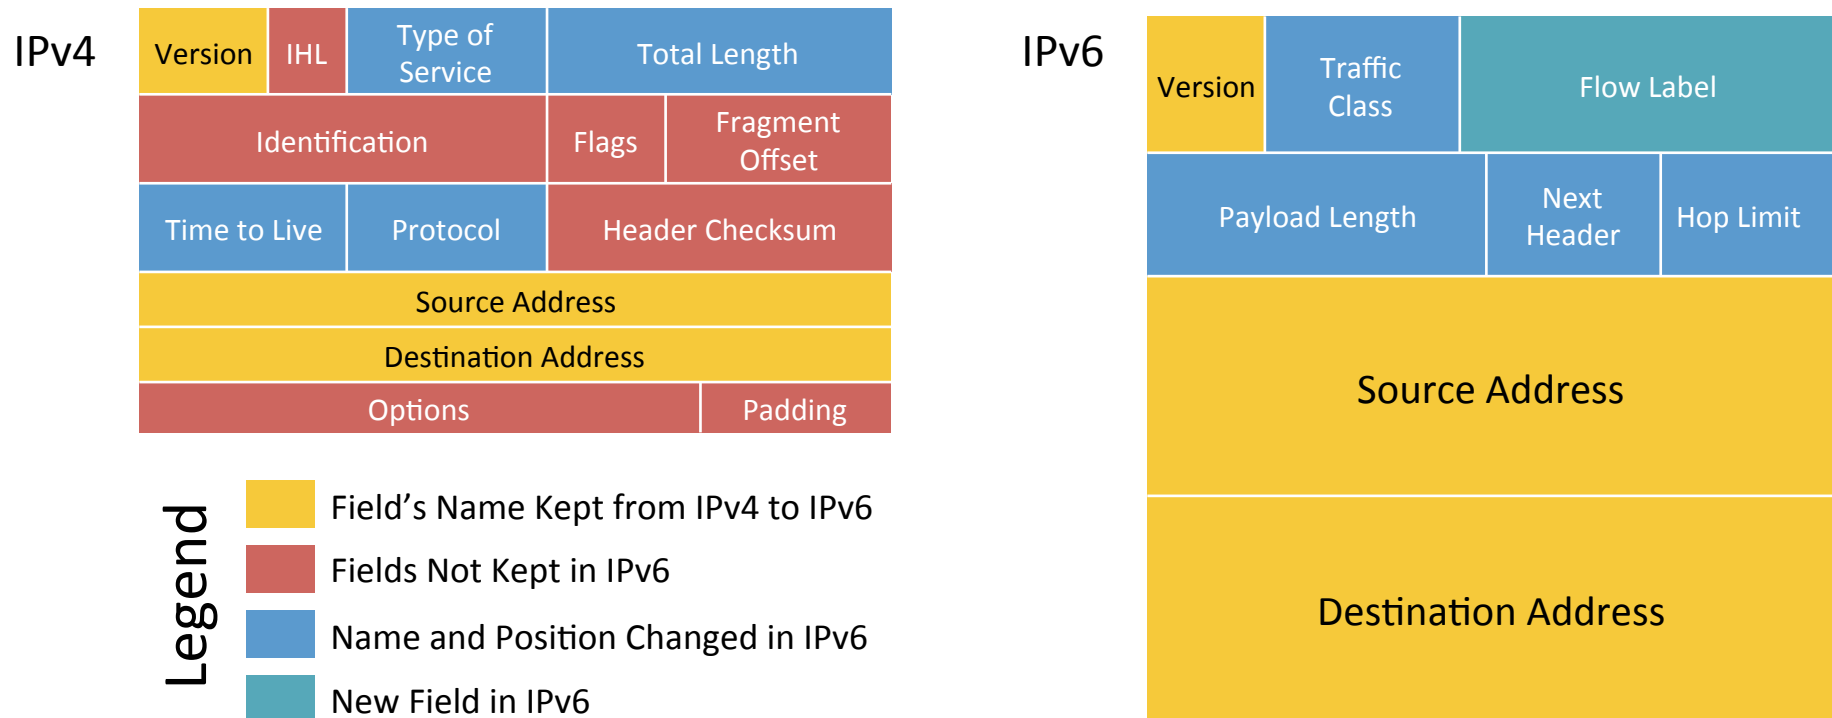 IPv4
Version
IHL
Type of
Service
Total Length
Identification
Flags
Fragment
Offset
Time to Live
Protocol
Header Checksum
Source Address
Destination Address
Options
Padding
Legend
Field’s Name Kept from IPv4 to IPv6
Fields Not Kept in IPv6
Name and Position Changed in IPv6
New Field in IPv6
IPv6
Version
Traffic
Class
Flow Label
Payload Length
Next
Header
Hop Limit
Source Address
Destination Address